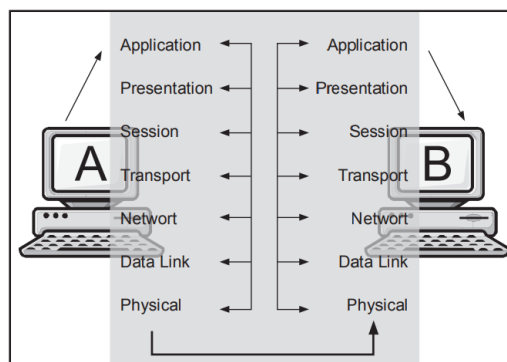 Application Application
Presentation Presentation
Session Session
A B
Transport Transport
Networt Networt
Data Link Data Link
Physical Physical